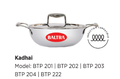 BALTRA
Kadhai
Model: BTP 201 | BTP 202 | BTP 203
BTP 204 | BTP 222